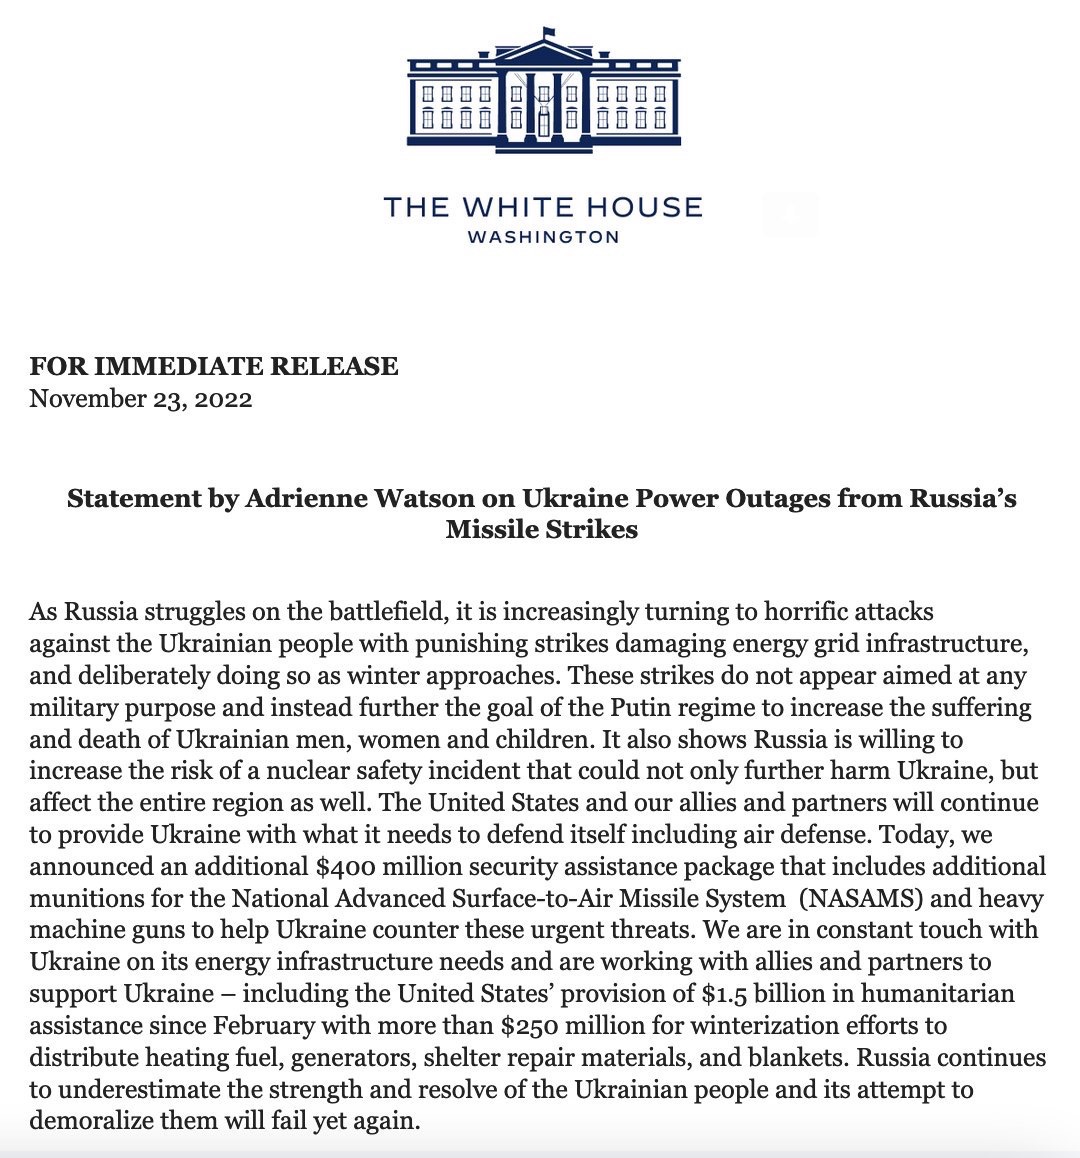 THE WHITE HOUSE
WASHINGTON
FOR IMMEDIATE RELEASE
November 23, 2022
Statement by Adrienne Watson on Ukraine Power Outages from Russia’s
Missile Strikes
As Russia struggles on the battlefield, it is increasingly turning to horrific attacks
against the Ukrainian people with punishing strikes damaging energy grid infrastructure,
and deliberately doing so as winter approaches. These strikes do not appear aimed at any
military purpose and instead further the goal of the Putin regime to increase the suffering
and death of Ukrainian men, women and children. It also shows Russia is willing to
increase the risk of a nuclear safety incident that could not only further harm Ukraine, but
affect the entire region as well. The United States and our allies and partners will continue
to provide Ukraine with what it needs to defend itself including air defense. Today, we
announced an additional $400 million security assistance package that includes additional
munitions for the National Advanced Surface-to-Air Missile System  (NASAMS) and heavy
machine guns to help Ukraine counter these urgent threats. We are in constant touch with
Ukraine on its energy infrastructure needs and are working with allies and partners to
support Ukraine – including the United States’ provision of $1.5 billion in humanitarian
assistance since February with more than $250 million for winterization efforts to
distribute heating fuel, generators, shelter repair materials, and blankets. Russia continues
to underestimate the strength and resolve of the Ukrainian people and its attempt to
demoralize them will fail yet again.